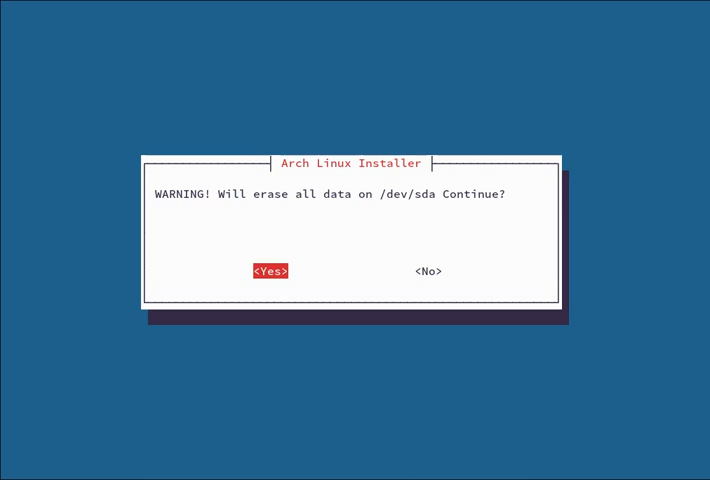 Arch Linux Installer
WARNING! Will erase all data on /dev/sda Continue?
<Yes> <No>